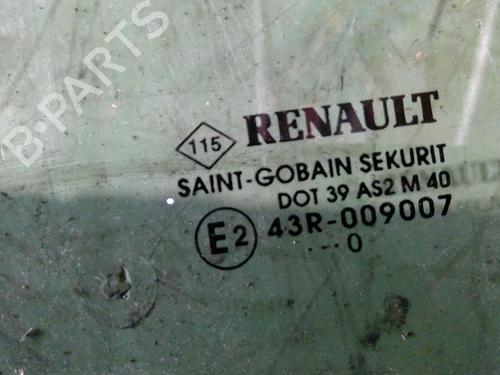 B-PARTS
115 RENAULT
SAINT-GOBAIN SEKURIT
DOT 39 AS2 M 40
E2 43R-009007
...0